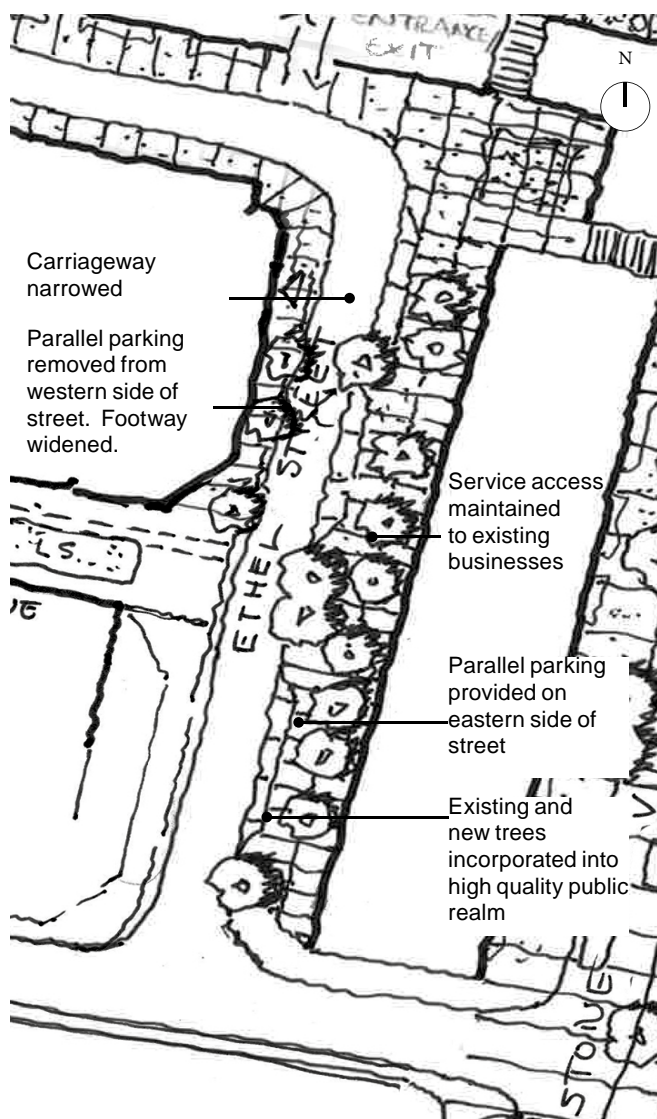 ENTRANCE/
EXIT
N
Carriageway
narrowed
Parallel parking
removed from
western side of
street.  Footway
widened.
ETHEL STREET
Service access
maintained
to existing
businesses
LS
Parallel parking
provided on
eastern side of
street
Existing and
new trees
incorporated into
high quality public
realm
STONE